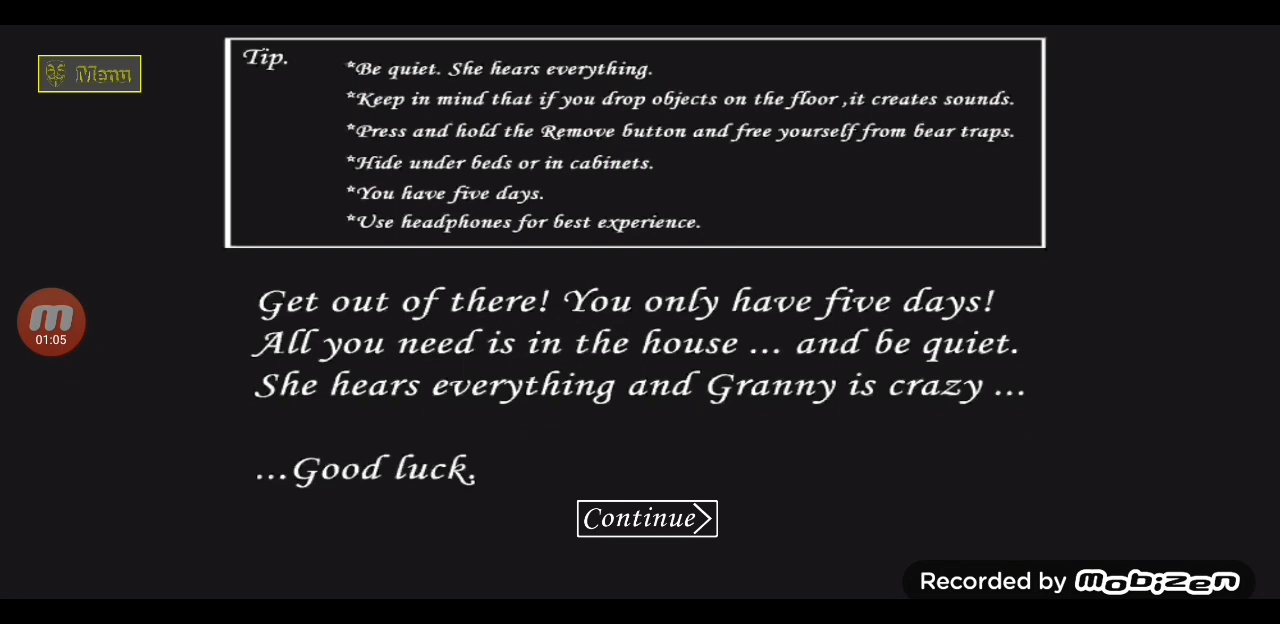 Menu
Tip.
*Be quiet. She hears everything.
*Keep in mind that if you drop objects on the floor ,it creates sounds.
*Press and hold the Remove button and free yourself from bear traps.
*Hide under beds or in cabinets.
*You have five days.
*Use headphones for best experience.
Get out of there! You only have five days!
All you need is in the house ... and be quiet.
She hears everything and Granny is crazy ...
...Good luck.
01:05
Continue
Recorded by mobizen